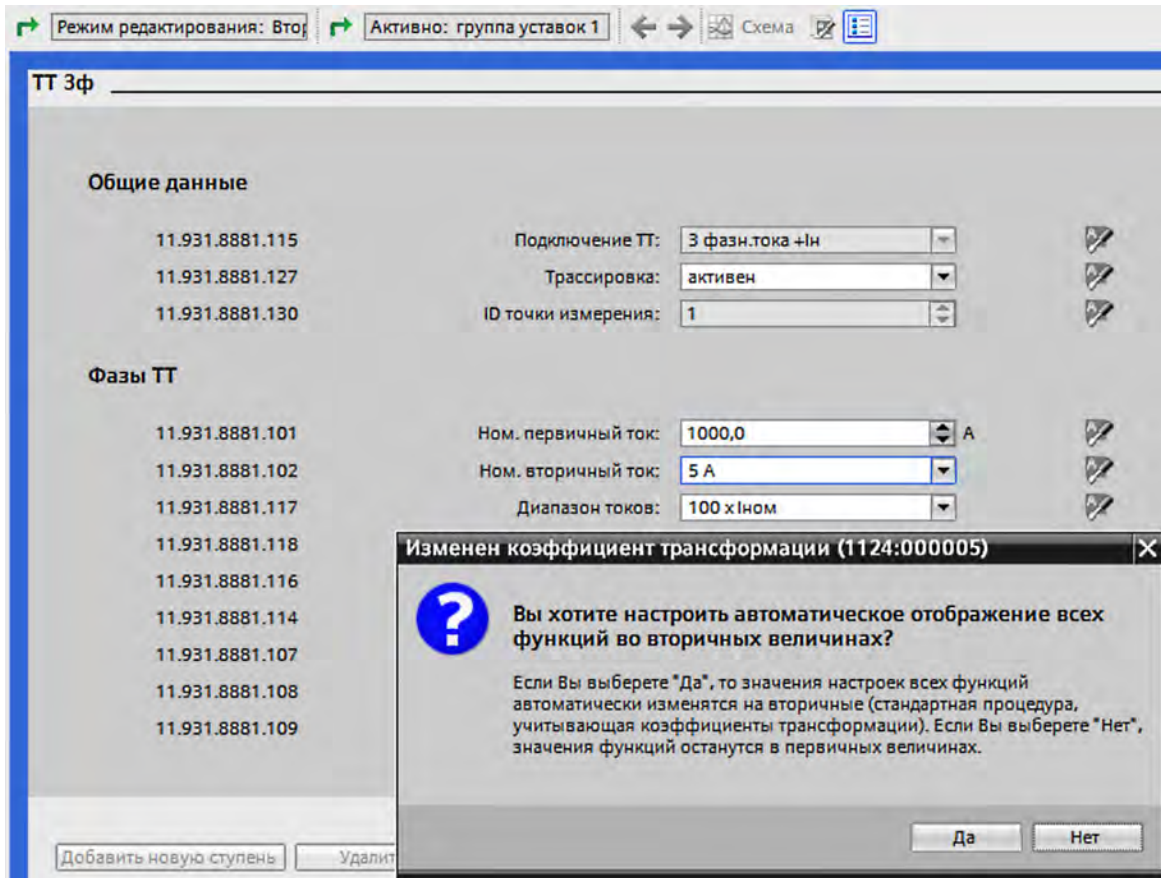 Режим редактирования: Втор
Активно: группа уставок 1
Схема
ТТ 3ф
Общие данные
11.931.8881.115 Подключение ТТ: 3 фазн.тока +Iн
11.931.8881.127 Трассировка: активен
11.931.8881.130 ID точки измерения: 1
Фазы ТТ
11.931.8881.101 Ном. первичный ток: 1000,0 А
11.931.8881.102 Ном. вторичный ток: 5 А
11.931.8881.117 Диапазон токов: 100 x Iном
11.931.8881.118
11.931.8881.116
11.931.8881.114
11.931.8881.107
11.931.8881.108
11.931.8881.109
Изменен коэффициент трансформации (1124:000005)
Вы хотите настроить автоматическое отображение всех
функций во вторичных величинах?
Если Вы выберете "Да", то значения настроек всех функций
автоматически изменятся на вторичные (стандартная процедура,
учитывающая коэффициенты трансформации). Если Вы выберете "Нет",
значения функций останутся в первичных величинах.
Да Нет
Добавить новую ступень Удалит